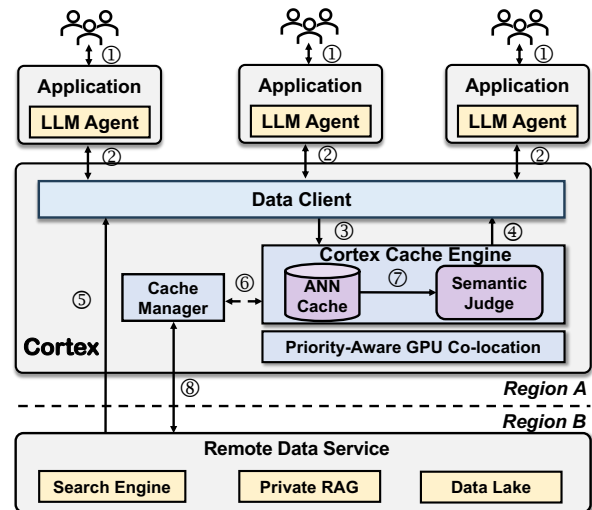 ① ① ①
Application Application Application
LLM Agent LLM Agent LLM Agent
② ② ②
Data Client
③ ④
Cortex Cache Engine
⑤
Cache
Manager
⑥
ANN
Cache
⑦
Semantic
Judge
Cortex
Priority-Aware GPU Co-location
⑧
Region A
Region B
Remote Data Service
Search Engine Private RAG Data Lake